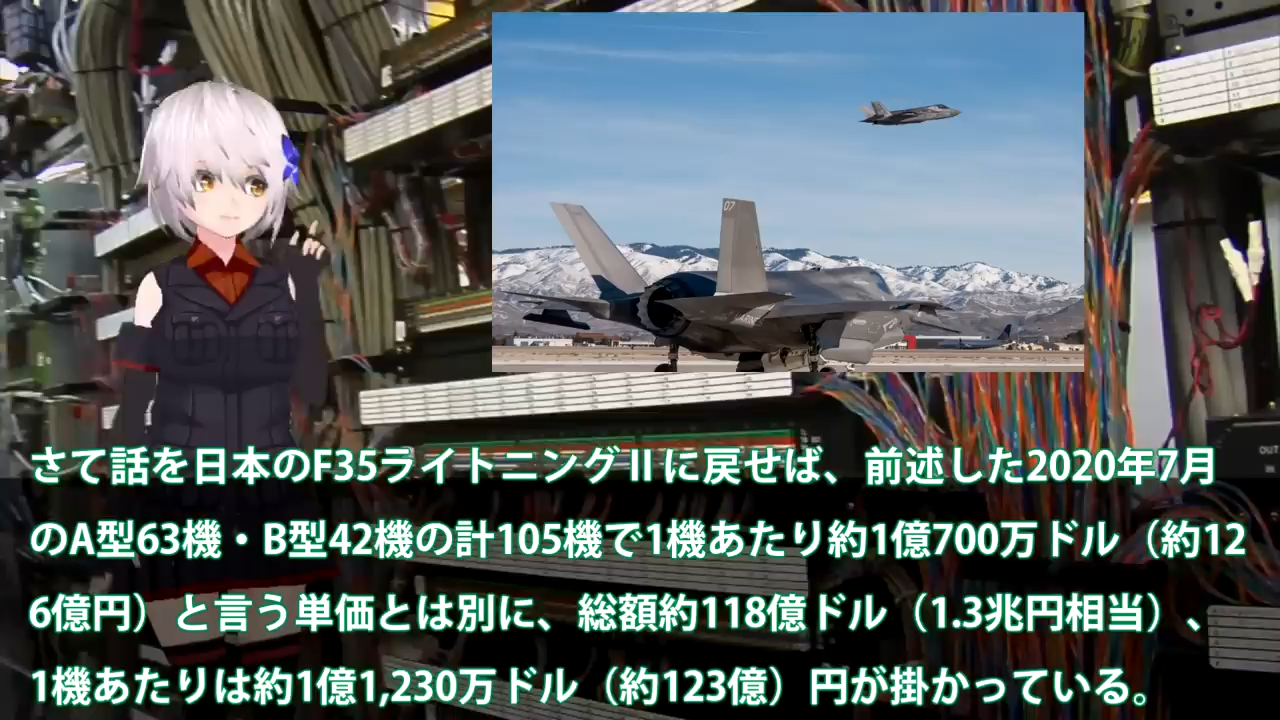 07
さて話を日本のF35ライトニングⅡに戻せば、前述した2020年7月
のA型63機・B型42機の計105機で1機あたり約1億700万ドル（約12
6億円）と言う単価とは別に、総額約118億ドル（1.3兆円相当）、
1機あたりは約1億1,230万ドル（約123億）円が掛かっている。